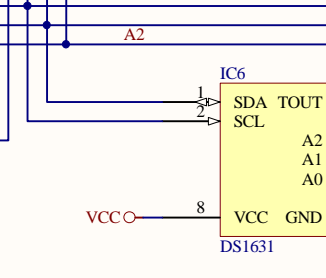 A2
IC6
1
SDA TOUT
2
SCL
A2
A1
A0
VCC 8 VCC GND
DS1631